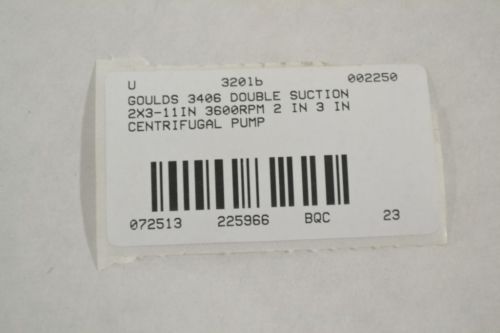 U 3201b 002250
GOULDS 3406 DOUBLE SUCTION
2X3-11IN 3600RPM 2 IN 3 IN
CENTRIFUGAL PUMP
072513 225966 BQC 23